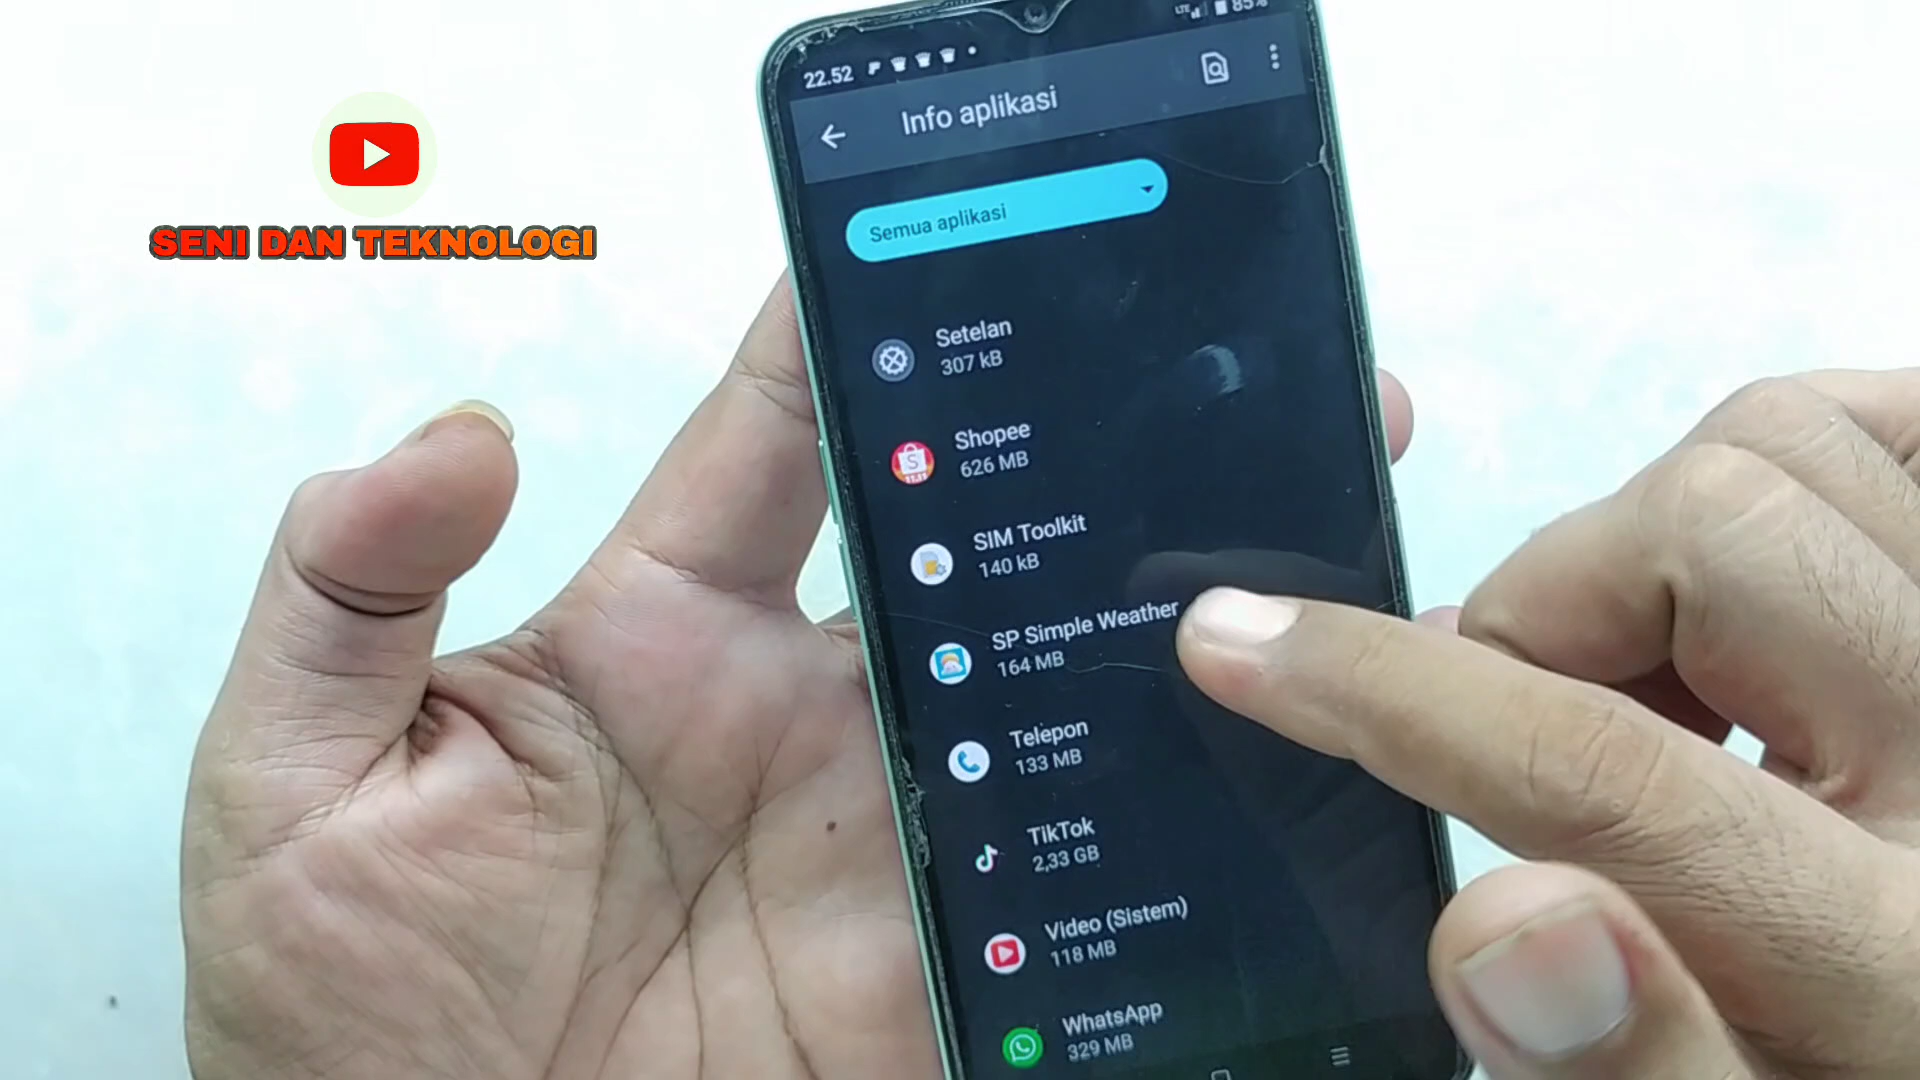 LTE 85%
22.52
Info aplikasi
Semua aplikasi
SENI DAN TEKNOLOGI
Setelan
307 kB
Shopee
626 MB
SIM Toolkit
140 kB
SP Simple Weather
164 MB
Telepon
133 MB
TikTok
2,33 GB
Video (Sistem)
118 MB
WhatsApp
329 MB